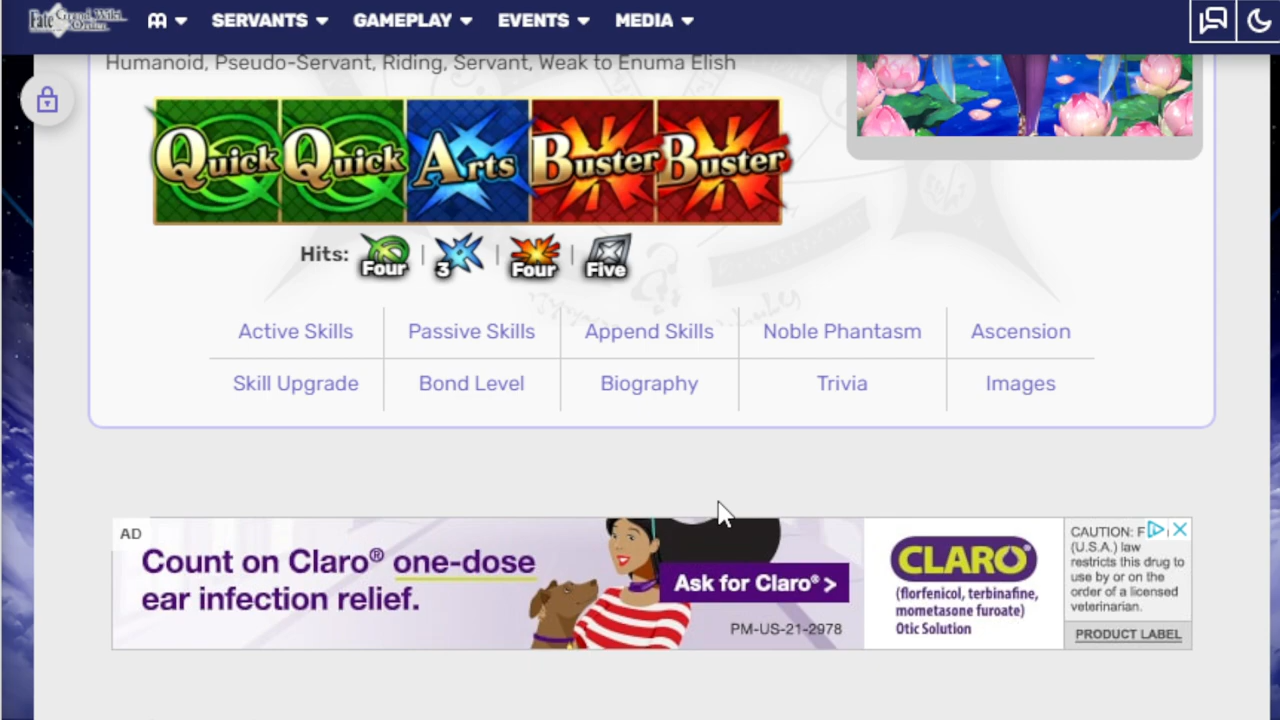 Fate Grand Order Wiki
SERVANTS
GAMEPLAY
EVENTS
MEDIA
Humanoid, Pseudo-Servant, Riding, Servant, Weak to Enuma Elish
Quick Quick Arts Buster Buster
Hits: Four | 3 | Four | Five
Active Skills Passive Skills Append Skills Noble Phantasm Ascension
Skill Upgrade Bond Level Biography Trivia Images
AD
Count on Claro® one-dose
ear infection relief.
Ask for Claro® >
PM-US-21-2978
CLARO®
(florfenicol, terbinafine,
mometasone furoate)
Otic Solution
CAUTION: F
(U.S.A.) law
restricts this drug to
use by or on the
order of a licensed
veterinarian.
PRODUCT LABEL